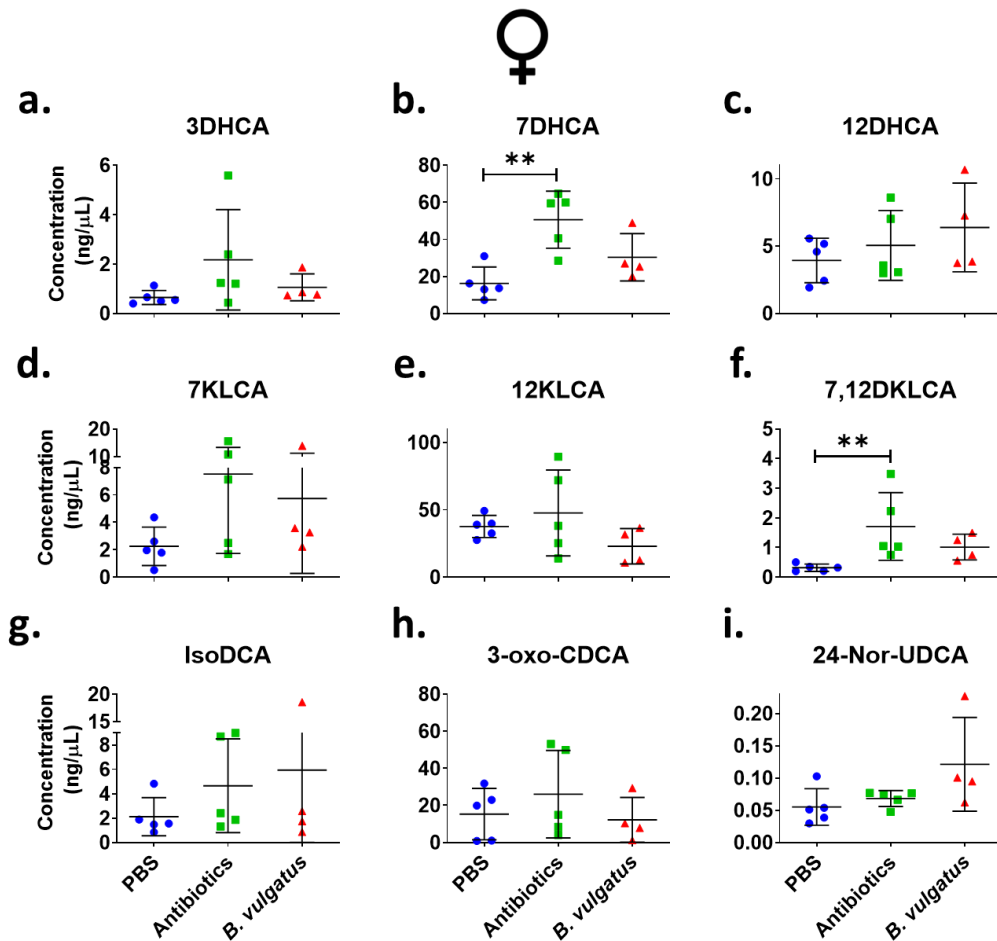 a.
3DHCA
Concentration
(ng/μL)
6
4
2
0
b.
7DHCA
80
60
40
20
0
**
c.
12DHCA
10
5
0
d.
7KLCA
Concentration
(ng/μL)
20
10
8
6
4
2
0
e.
12KLCA
100
50
0
f.
7,12DKLCA
5
4
3
2
1
0
**
g.
IsoDCA
Concentration
(ng/μL)
20
15
8
6
4
2
0
PBS
Antibiotics
B. vulgatus
h.
3-oxo-CDCA
80
60
40
20
0
PBS
Antibiotics
B. vulgatus
i.
24-Nor-UDCA
0.20
0.15
0.10
0.05
0.00
PBS
Antibiotics
B. vulgatus